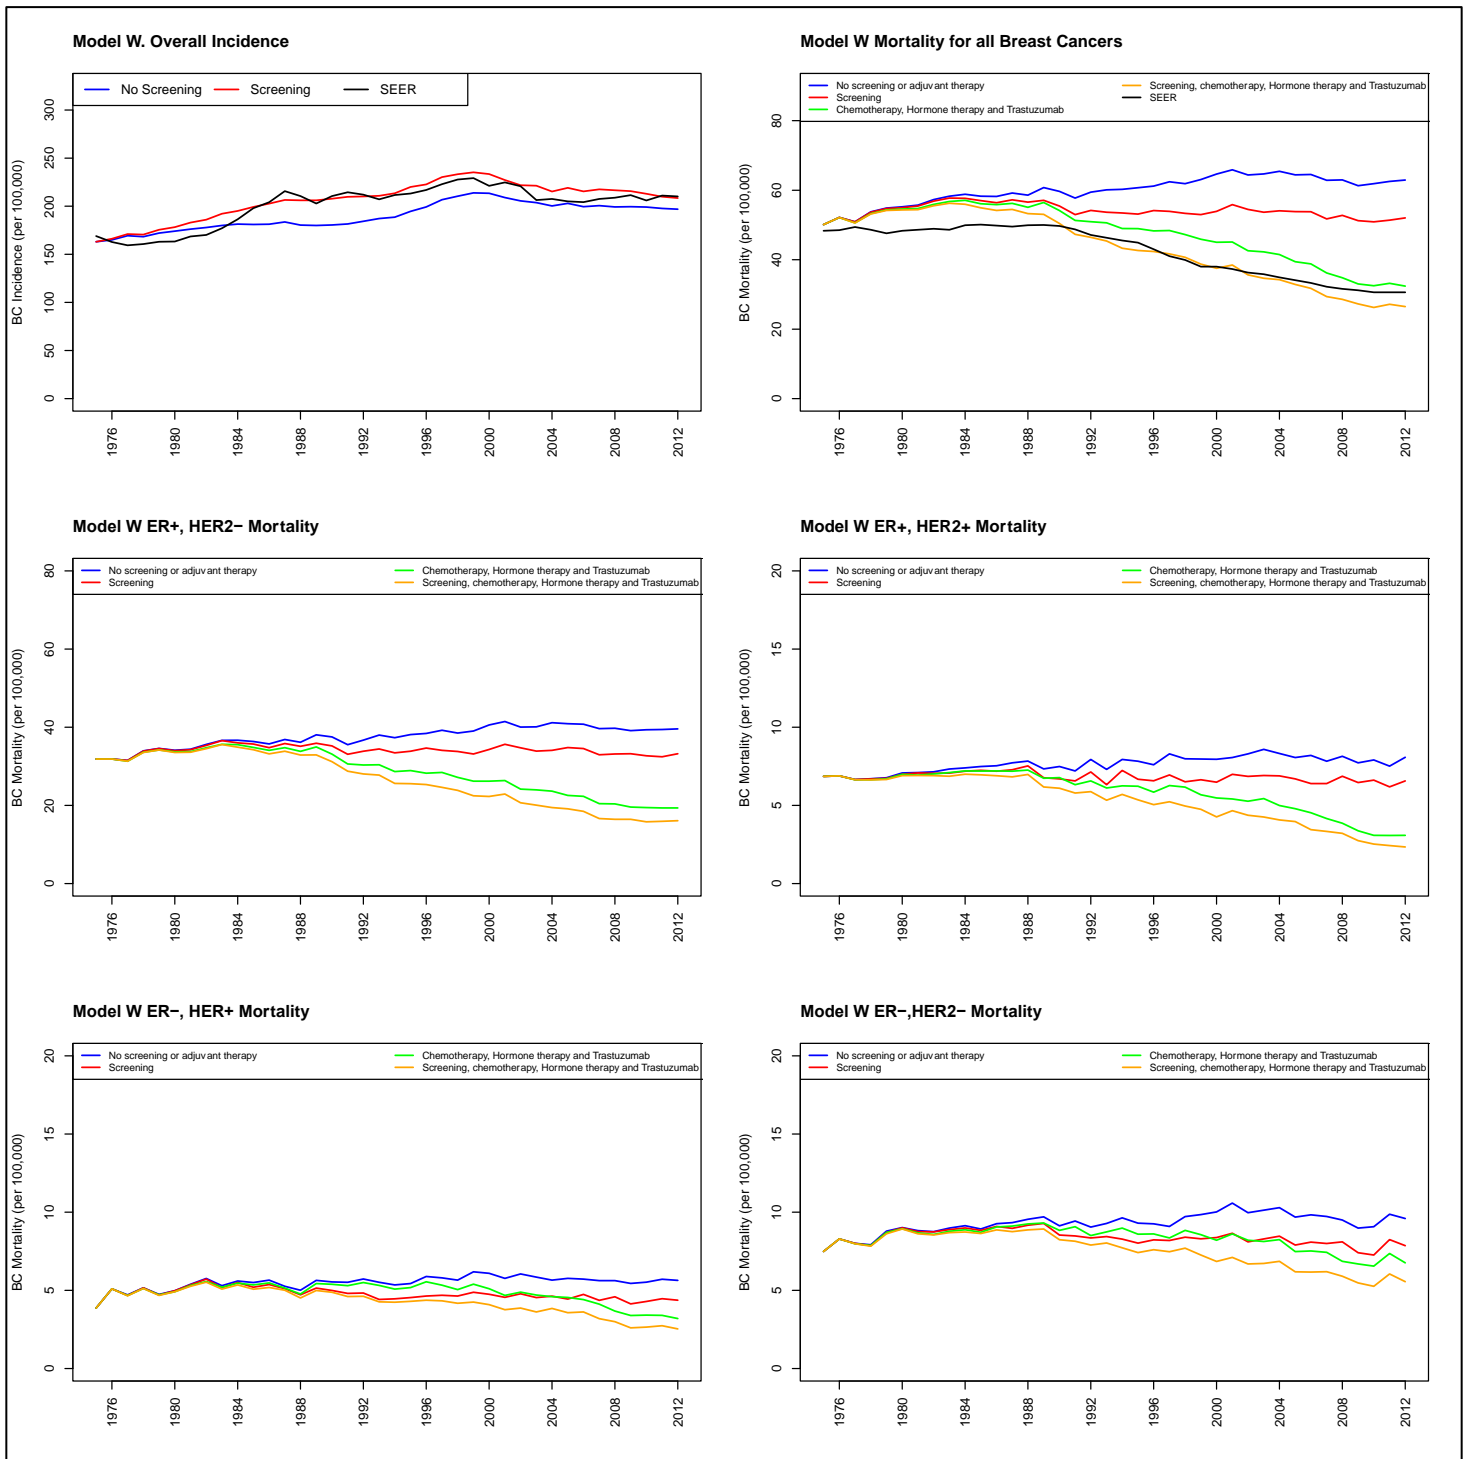 Model W. Overall Incidence
No Screening
Screening
SEER
BC Incidence (per 100,000)
0
50
100
150
200
250
300
1976
1980
1984
1988
1992
1996
2000
2004
2008
2012
Model W Mortality for all Breast Cancers
No screening or adjuvant therapy
Screening
Chemotherapy, Hormone therapy and Trastuzumab
Screening, chemotherapy, Hormone therapy and Trastuzumab
SEER
BC Mortality (per 100,000)
0
20
40
60
80
1976
1980
1984
1988
1992
1996
2000
2004
2008
2012
Model W ER+, HER2− Mortality
No screening or adjuvant therapy
Screening
Chemotherapy, Hormone therapy and Trastuzumab
Screening, chemotherapy, Hormone therapy and Trastuzumab
BC Mortality (per 100,000)
0
20
40
60
80
1976
1980
1984
1988
1992
1996
2000
2004
2008
2012
Model W ER+, HER2+ Mortality
No screening or adjuvant therapy
Screening
Chemotherapy, Hormone therapy and Trastuzumab
Screening, chemotherapy, Hormone therapy and Trastuzumab
BC Mortality (per 100,000)
0
5
10
15
20
1976
1980
1984
1988
1992
1996
2000
2004
2008
2012
Model W ER−, HER+ Mortality
No screening or adjuvant therapy
Screening
Chemotherapy, Hormone therapy and Trastuzumab
Screening, chemotherapy, Hormone therapy and Trastuzumab
BC Mortality (per 100,000)
0
5
10
15
20
1976
1980
1984
1988
1992
1996
2000
2004
2008
2012
Model W ER−,HER2− Mortality
No screening or adjuvant therapy
Screening
Chemotherapy, Hormone therapy and Trastuzumab
Screening, chemotherapy, Hormone therapy and Trastuzumab
BC Mortality (per 100,000)
0
5
10
15
20
1976
1980
1984
1988
1992
1996
2000
2004
2008
2012